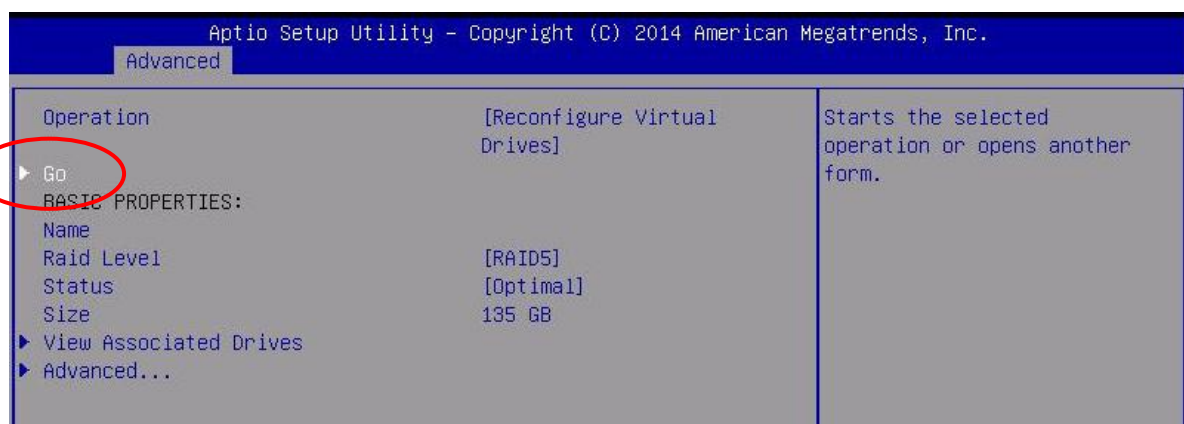 Aptio Setup Utility – Copyright (C) 2014 American Megatrends, Inc.
Advanced
Operation [Reconfigure Virtual
Drives]
Go
BASIC PROPERTIES:
Name
Raid Level [RAID5]
Status [Optimal]
Size 135 GB
View Associated Drives
Advanced...
Starts the selected
operation or opens another
form.